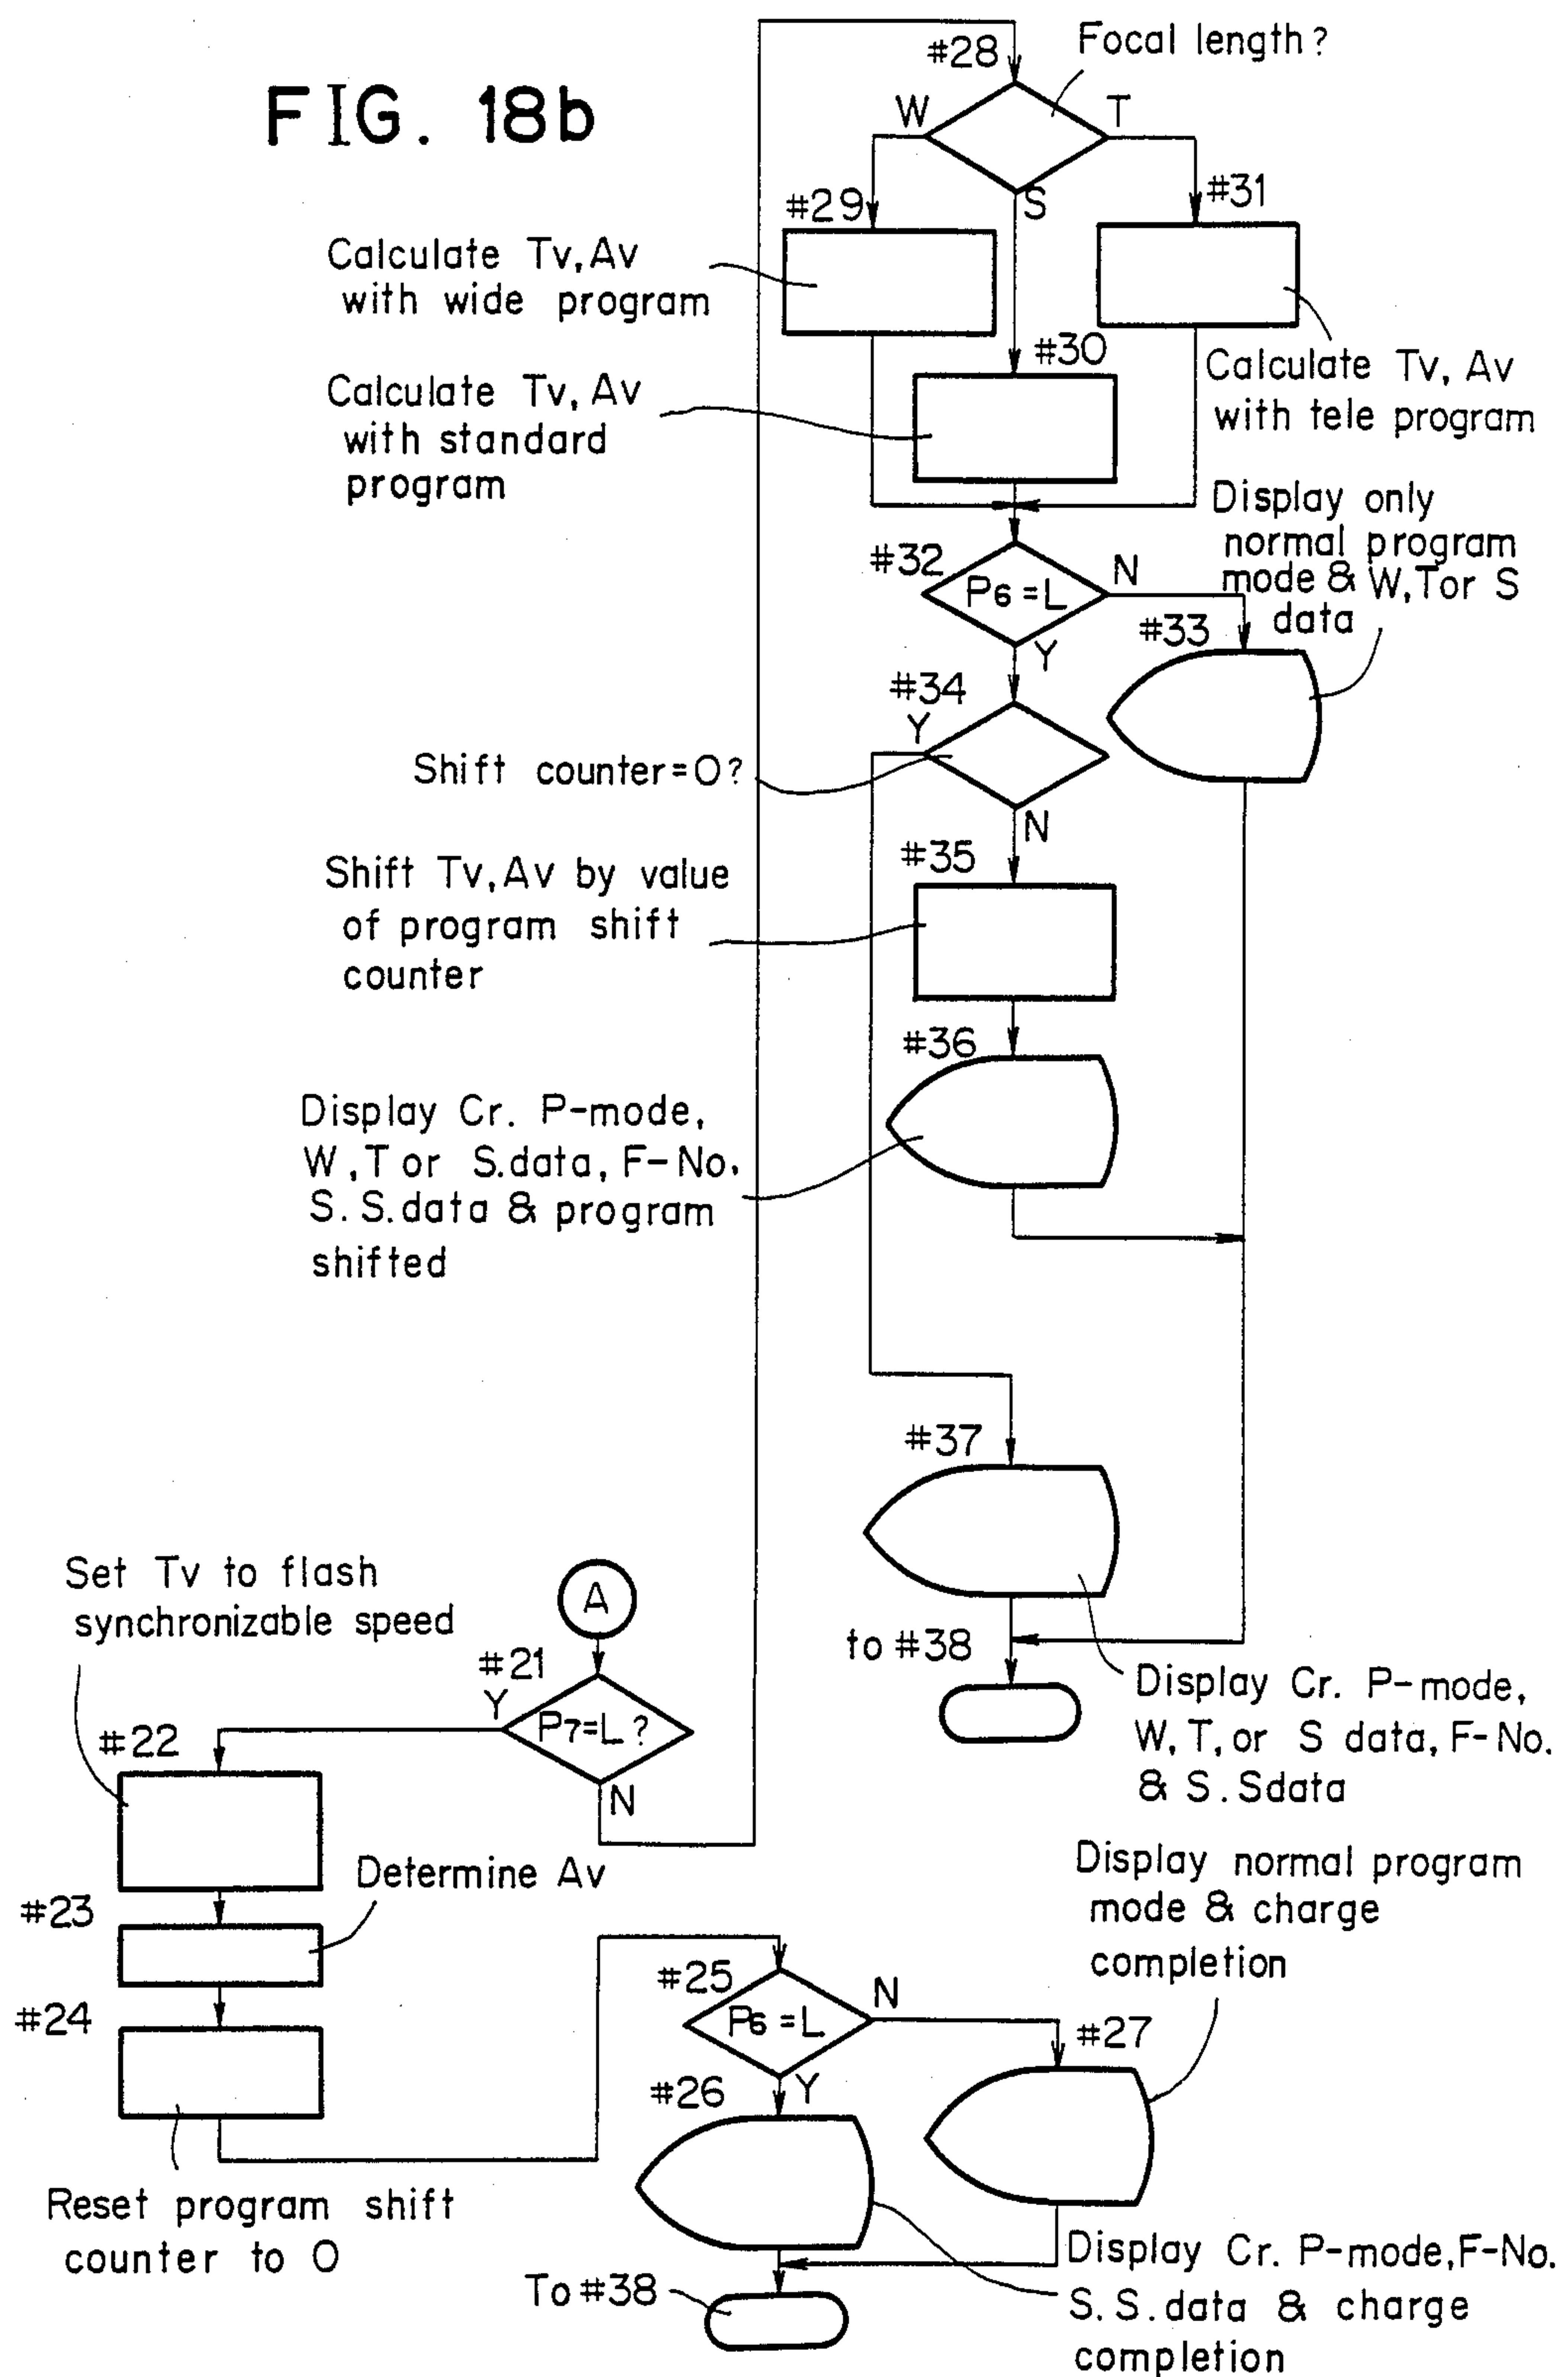 FIG. 18b
#28
Focal length?
W
T
S
#29
#31
Calculate Tv, Av
with wide program
#30
Calculate Tv, Av
with standard
program
Calculate Tv, Av
with tele program
Display only
normal program
mode & W,T or S
data
#32
P6 = L
N
Y
#33
#34
Y
Shift counter=0?
N
#35
Shift Tv, Av by value
of program shift
counter
#36
Display Cr. P-mode,
W,T or S.data, F-No.
S.S.data & program
shifted
#37
to #38
Display Cr. P-mode,
W, T, or S data, F-No.
& S.Sdata
A
#21
P7=L ?
Y
N
Set Tv to flash
synchronizable speed
#22
Determine Av
#23
#24
Reset program shift
counter to 0
#25
P6 = L
N
Y
#26
#27
Display normal program
mode & charge
completion
Display Cr. P-mode, F-No.
S.S.data & charge
completion
To #38